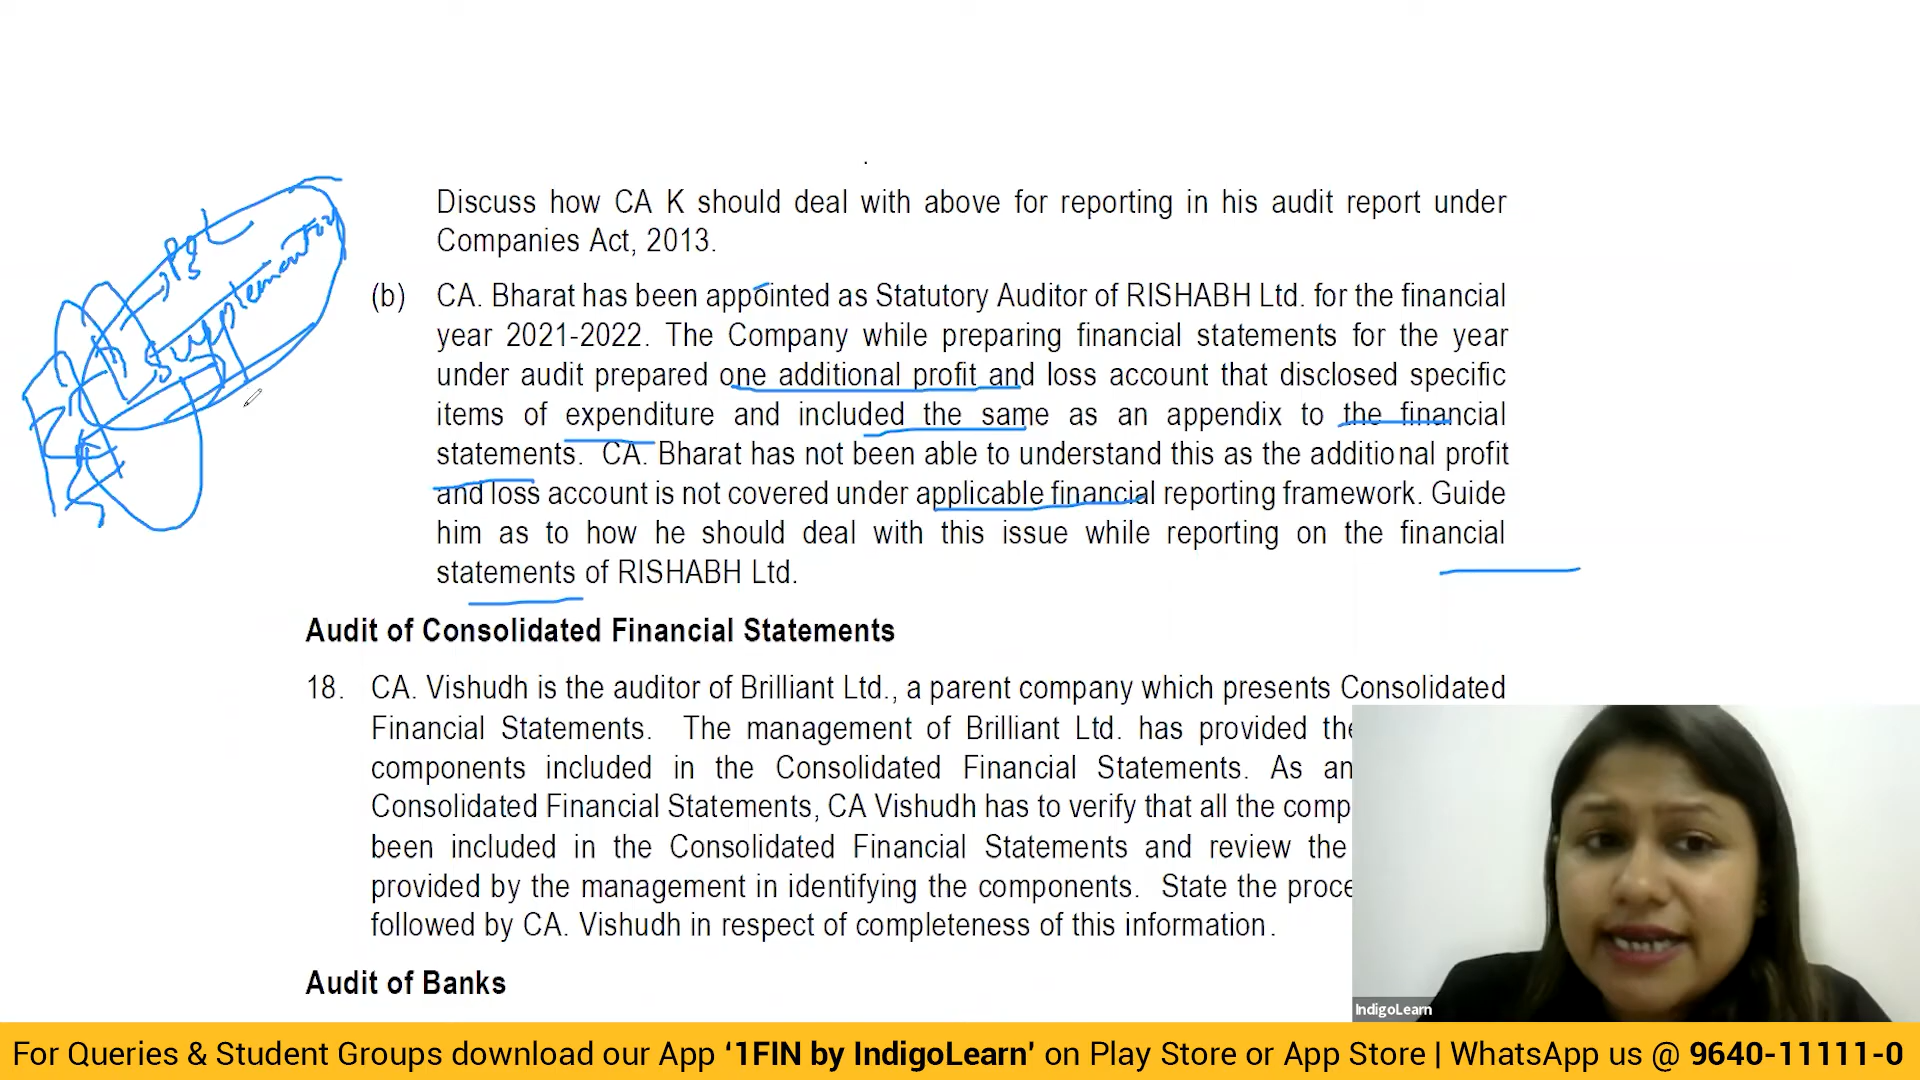 Discuss how CA K should deal with above for reporting in his audit report under
Companies Act, 2013.
(b) CA. Bharat has been appointed as Statutory Auditor of RISHABH Ltd. for the financial
year 2021-2022. The Company while preparing financial statements for the year
under audit prepared one additional profit and loss account that disclosed specific
items of expenditure and included the same as an appendix to the financial
statements. CA. Bharat has not been able to understand this as the additional profit
and loss account is not covered under applicable financial reporting framework. Guide
him as to how he should deal with this issue while reporting on the financial
statements of RISHABH Ltd.
Audit of Consolidated Financial Statements
18. CA. Vishudh is the auditor of Brilliant Ltd., a parent company which presents Consolidated
Financial Statements. The management of Brilliant Ltd. has provided the
components included in the Consolidated Financial Statements. As an
Consolidated Financial Statements, CA Vishudh has to verify that all the comp
been included in the Consolidated Financial Statements and review the
provided by the management in identifying the components. State the proce
followed by CA. Vishudh in respect of completeness of this information.
Audit of Banks
IndigoLearn
For Queries & Student Groups download our App ‘1FIN by IndigoLearn’ on Play Store or App Store | WhatsApp us @ 9640-11111-0